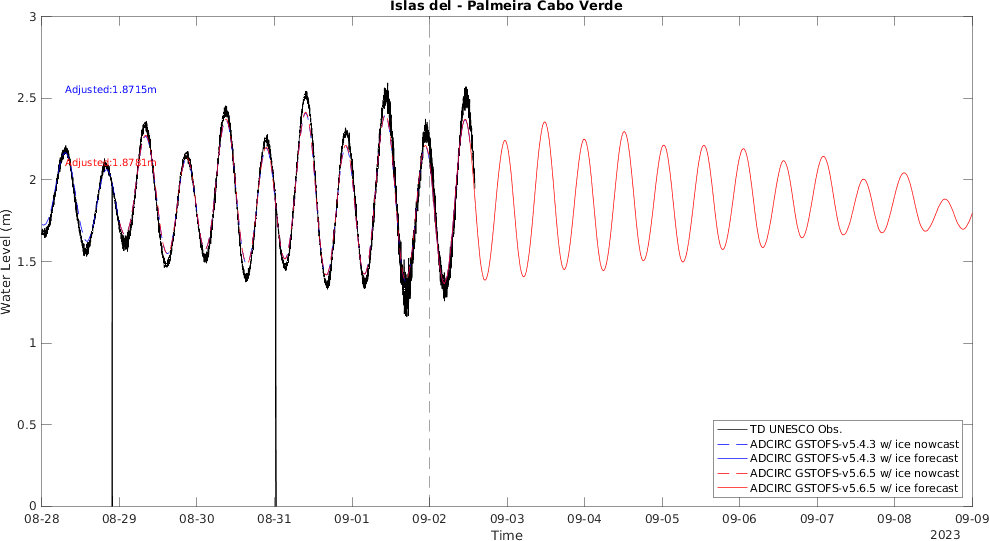 Islas del - Palmeira Cabo Verde
3
2.5
2
1.5
1
0.5
0
Water Level (m)
Adjusted:1.8715m
Adjusted:1.8781m
TD UNESCO Obs.
ADCIRC GSTOFS-v5.4.3 w/ ice nowcast
ADCIRC GSTOFS-v5.4.3 w/ ice forecast
ADCIRC GSTOFS-v5.6.5 w/ ice nowcast
ADCIRC GSTOFS-v5.6.5 w/ ice forecast
08-28 08-29 08-30 08-31 09-01 09-02 09-03 09-04 09-05 09-06 09-07 09-08 09-09
Time
2023